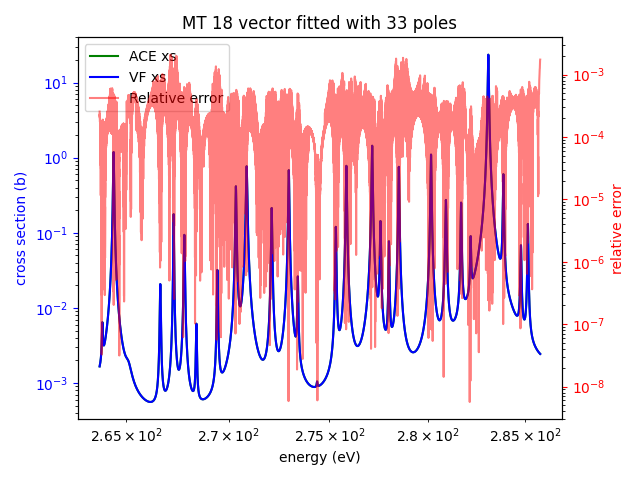 MT 18 vector fitted with 33 poles
ACE xs
VF xs
Relative error
cross section (b)
10¹
10⁰
10⁻¹
10⁻²
10⁻³
relative error
10⁻³
10⁻⁴
10⁻⁵
10⁻⁶
10⁻⁷
10⁻⁸
2.65 × 10² 2.7 × 10² 2.75 × 10² 2.8 × 10² 2.85 × 10²
energy (eV)